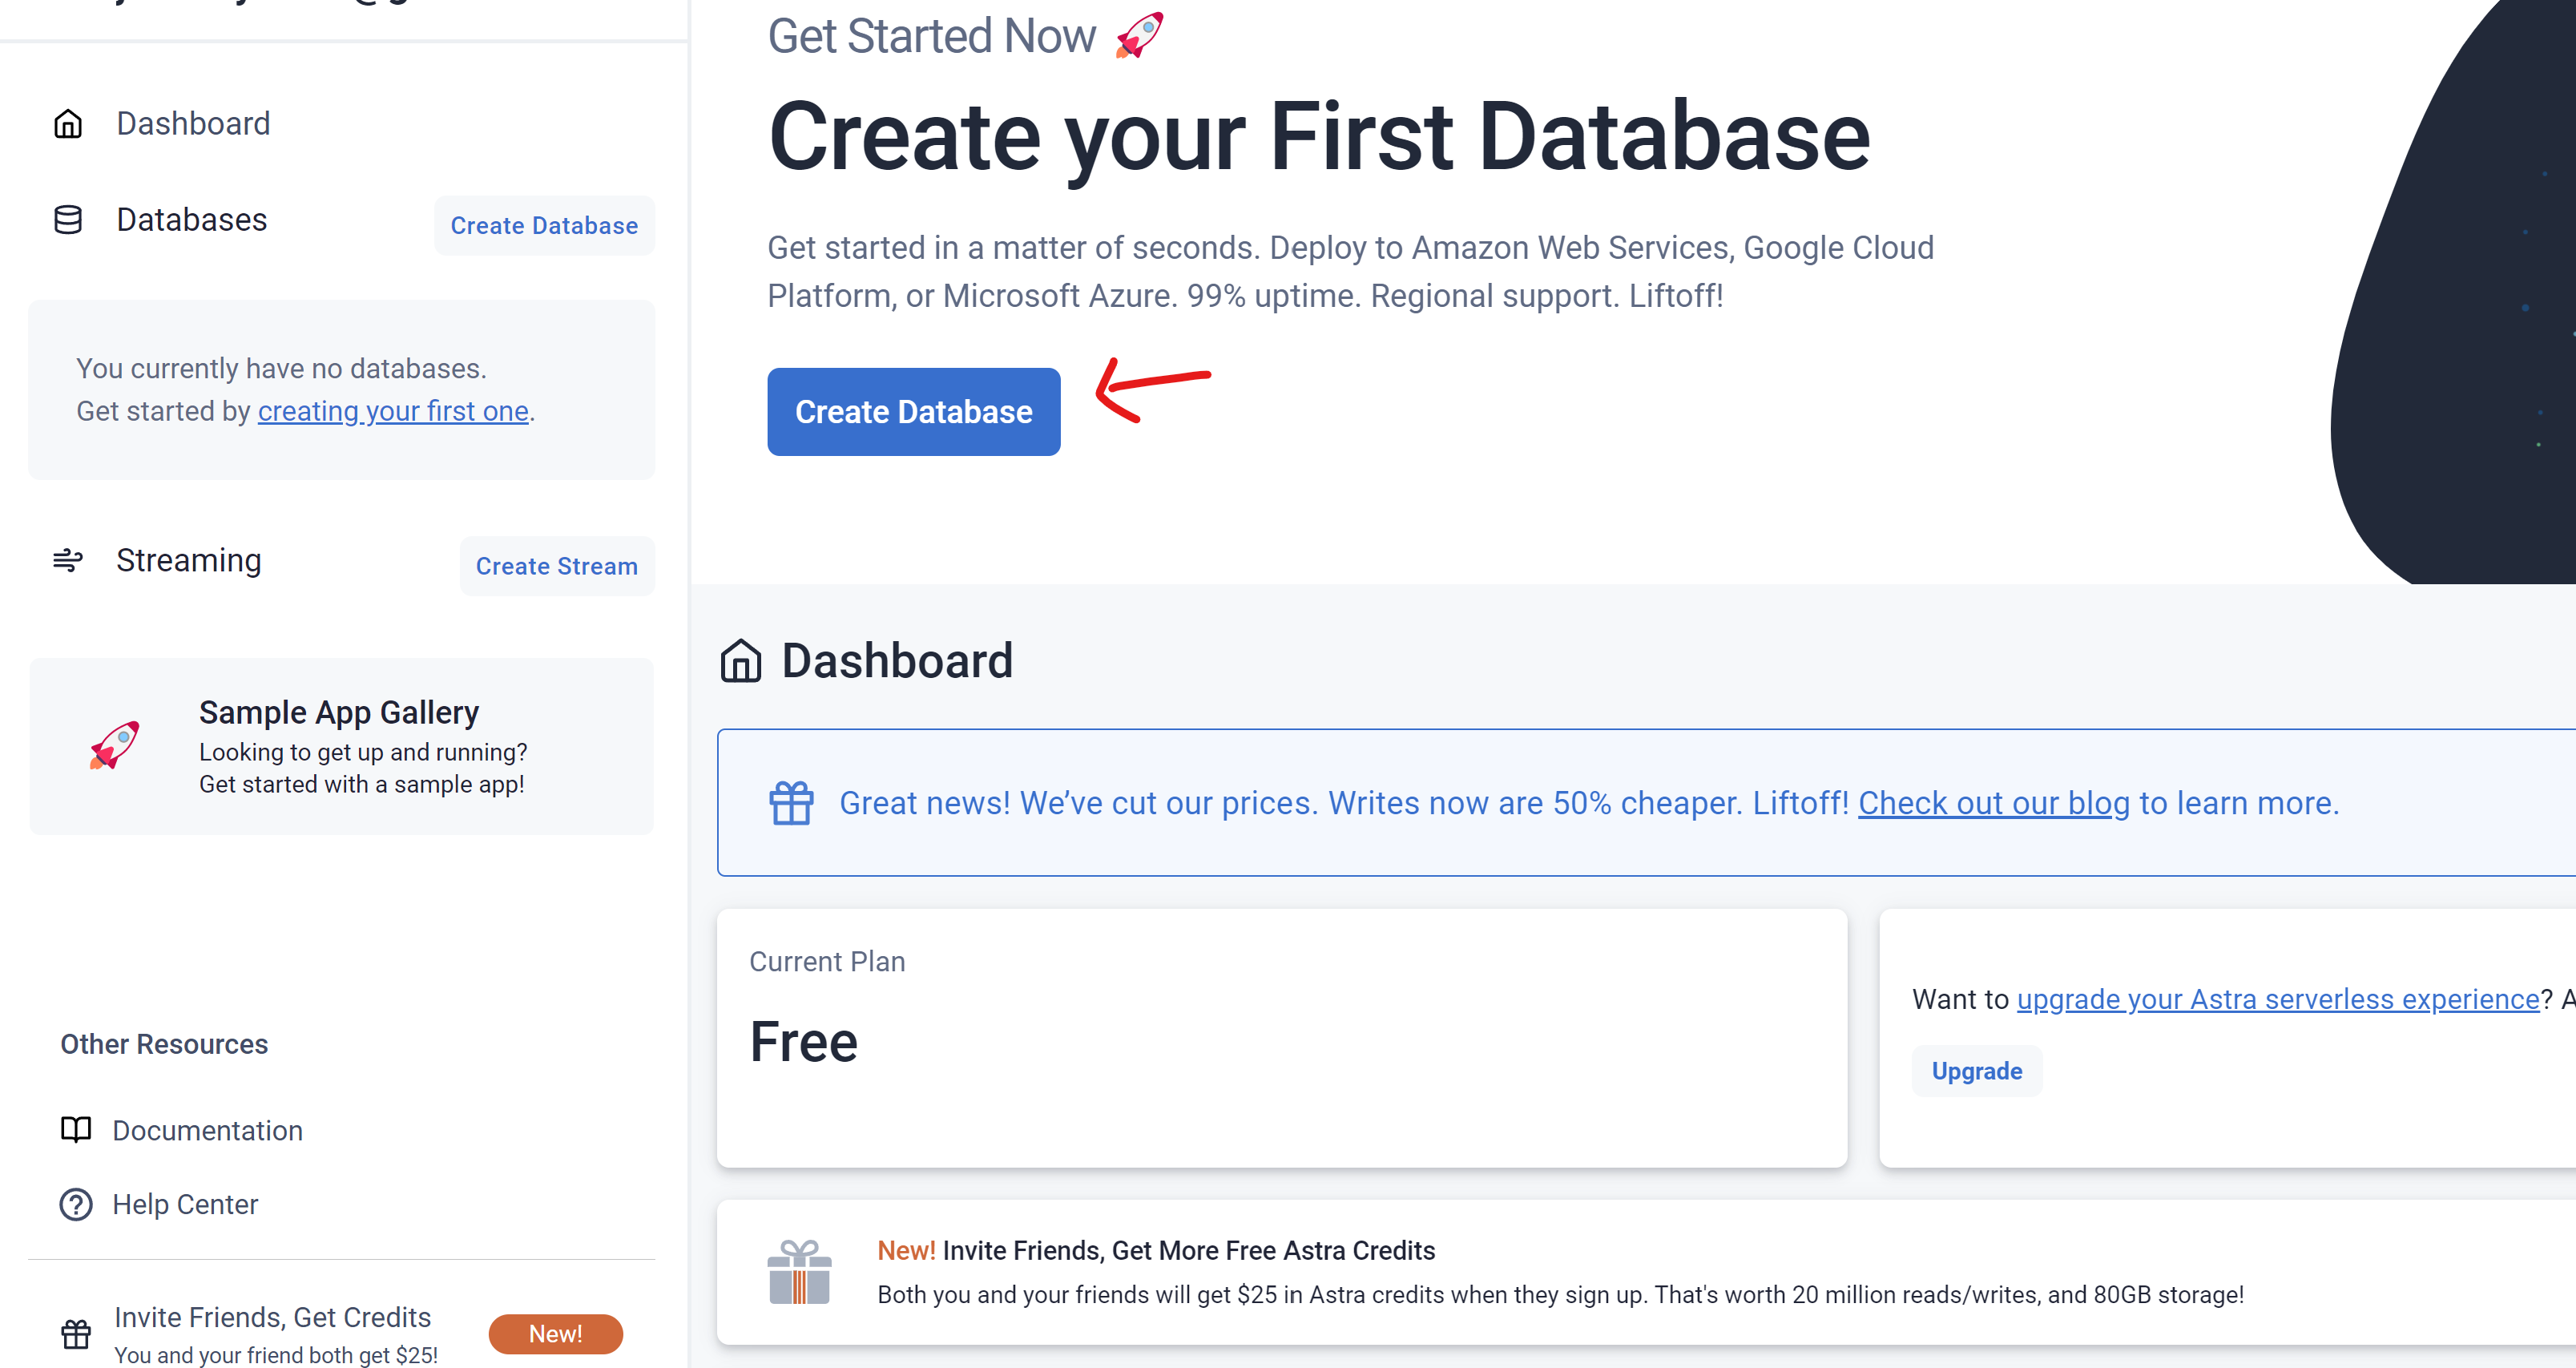 Dashboard
Databases
Create Database
You currently have no databases.
Get started by creating your first one.
Streaming
Create Stream
Sample App Gallery
Looking to get up and running?
Get started with a sample app!
Other Resources
Documentation
Help Center
Invite Friends, Get Credits
You and your friend both get $25!
New!
Get Started Now
Create your First Database
Get started in a matter of seconds. Deploy to Amazon Web Services, Google Cloud
Platform, or Microsoft Azure. 99% uptime. Regional support. Liftoff!
Create Database
Dashboard
Great news! We’ve cut our prices. Writes now are 50% cheaper. Liftoff! Check out our blog to learn more.
Current Plan
Free
Want to upgrade your Astra serverless experience?
Upgrade
New! Invite Friends, Get More Free Astra Credits
Both you and your friends will get $25 in Astra credits when they sign up. That's worth 20 million reads/writes, and 80GB storage!